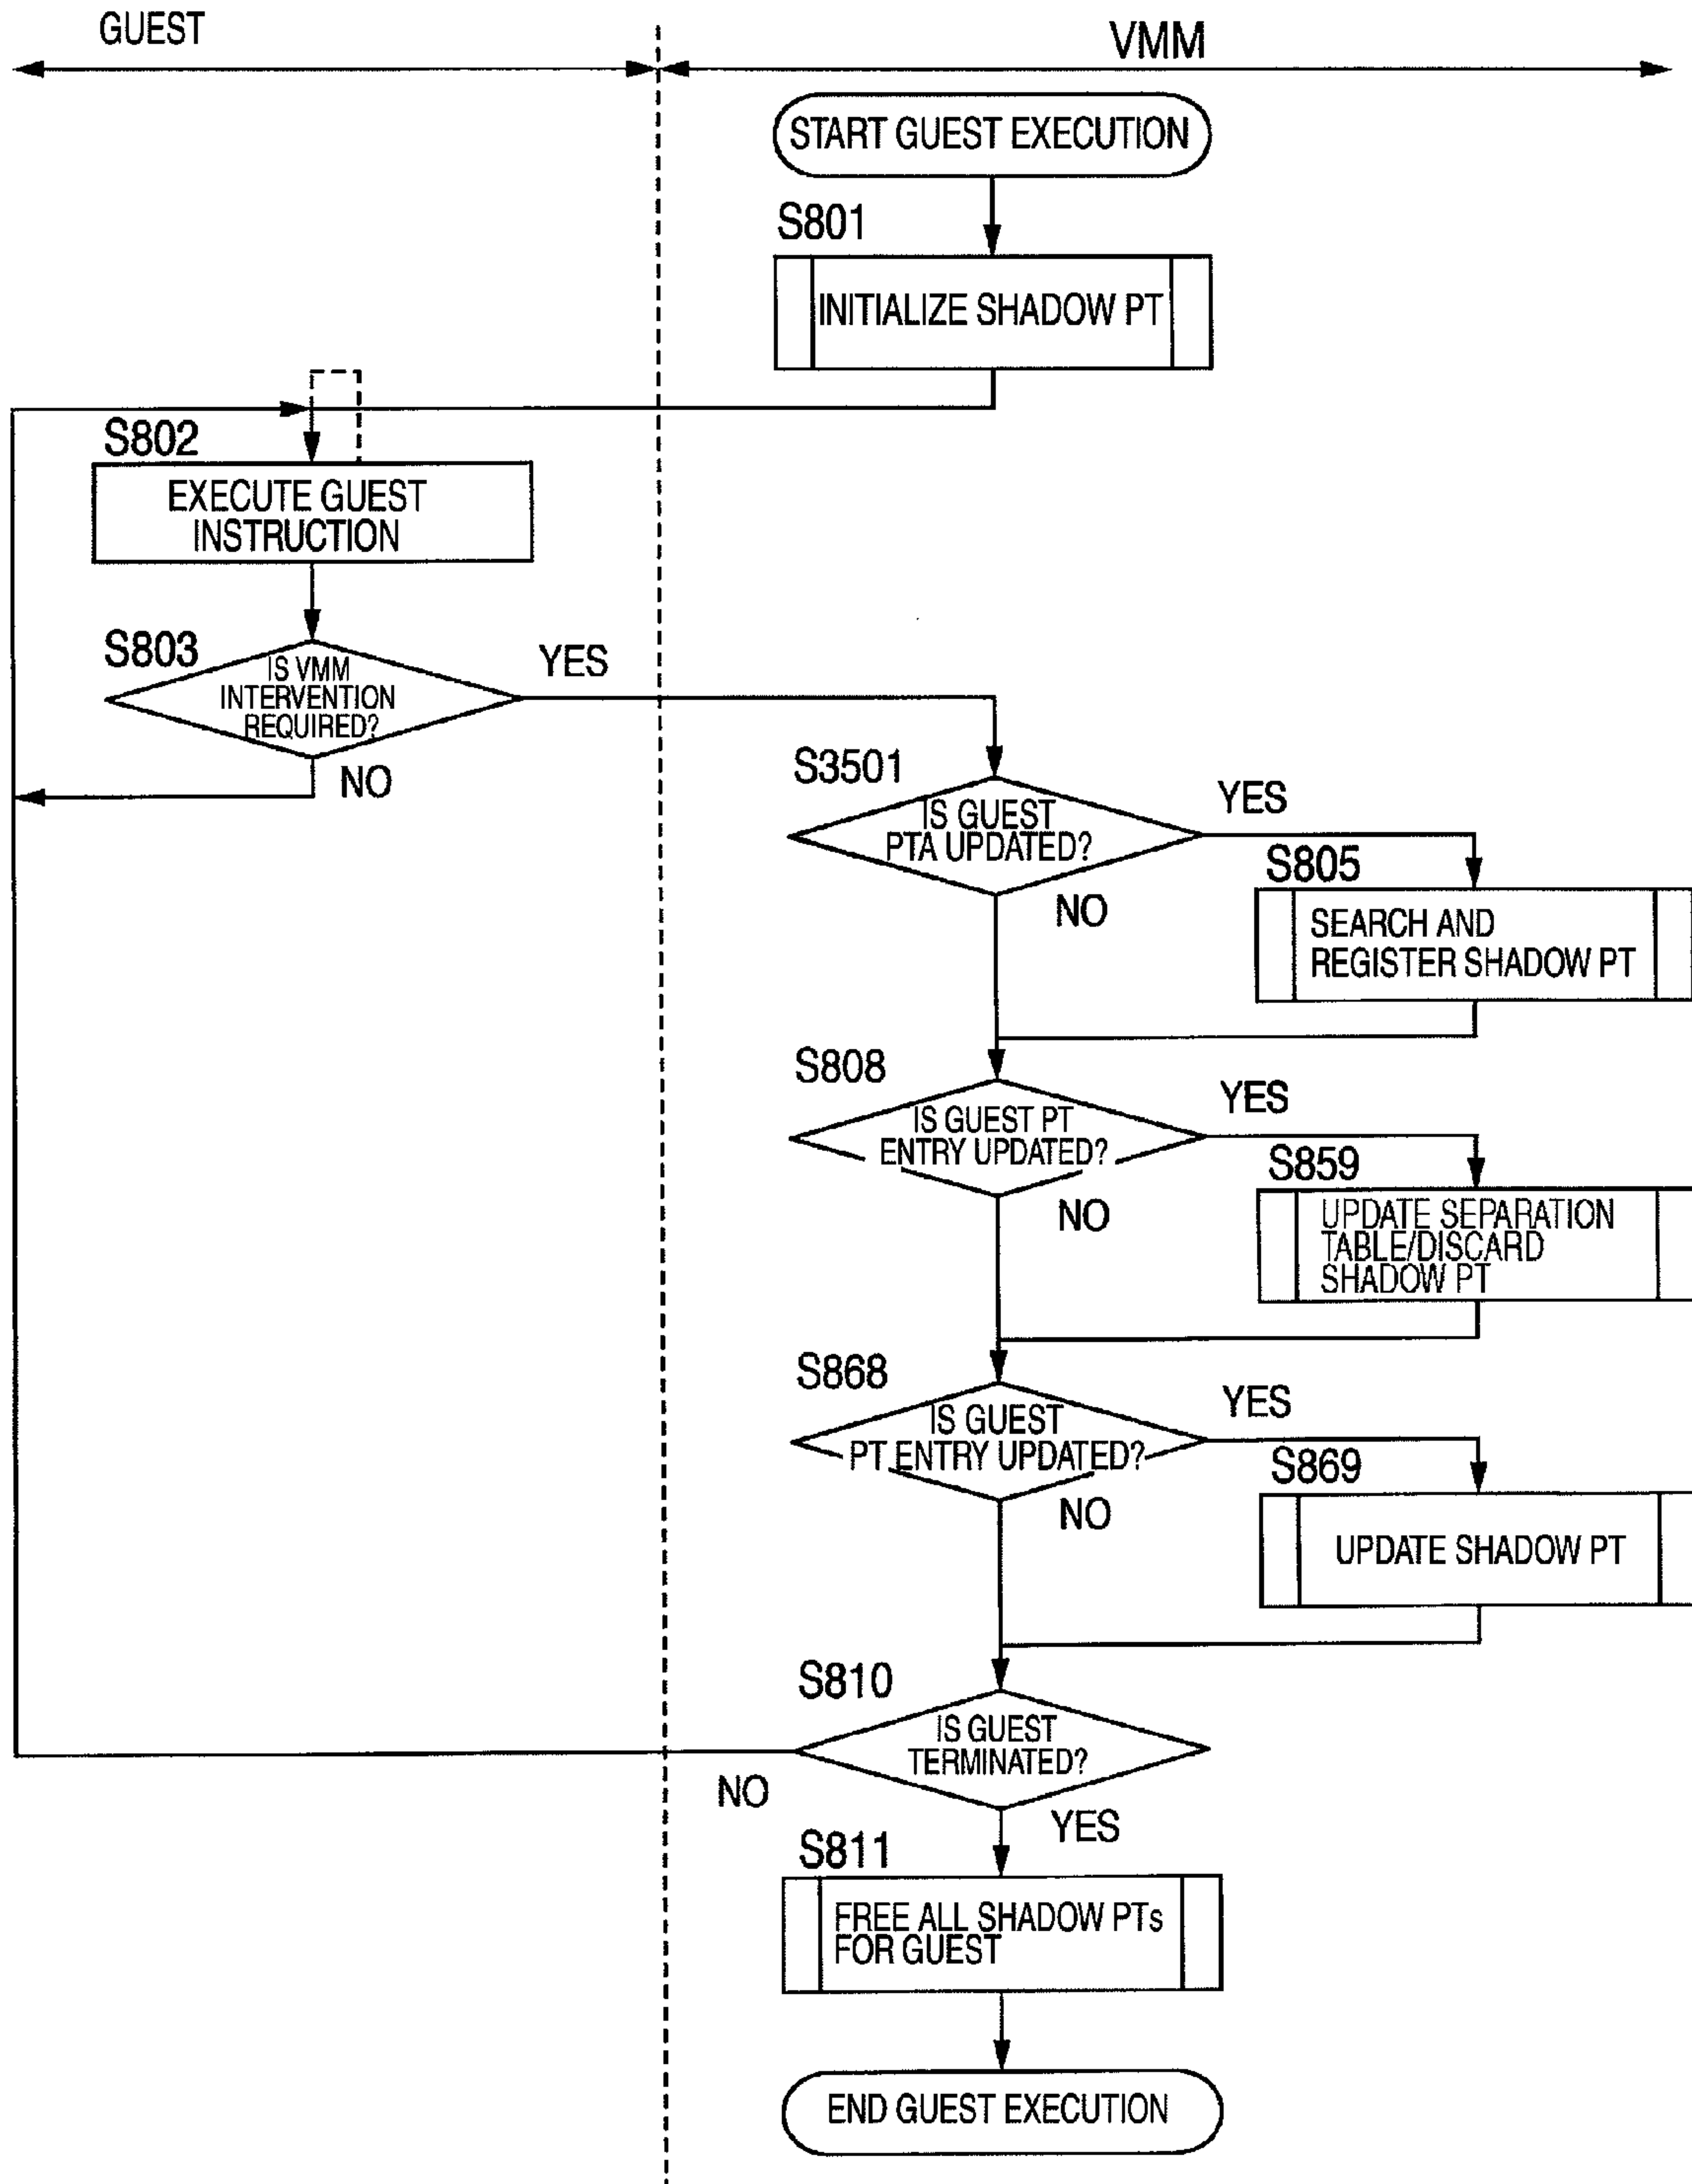 GUEST
VMM
START GUEST EXECUTION
S801
INITIALIZE SHADOW PT
S802
EXECUTE GUEST
INSTRUCTION
S803
IS VMM
INTERVENTION
REQUIRED?
YES
NO
S3501
IS GUEST
PTA UPDATED?
YES
NO
S805
SEARCH AND
REGISTER SHADOW PT
S808
IS GUEST PT
ENTRY UPDATED?
YES
NO
S859
UPDATE SEPARATION
TABLE/DISCARD
SHADOW PT
S868
IS GUEST
PT ENTRY UPDATED?
YES
NO
S869
UPDATE SHADOW PT
S810
IS GUEST
TERMINATED?
NO
YES
S811
FREE ALL SHADOW PTs
FOR GUEST
END GUEST EXECUTION